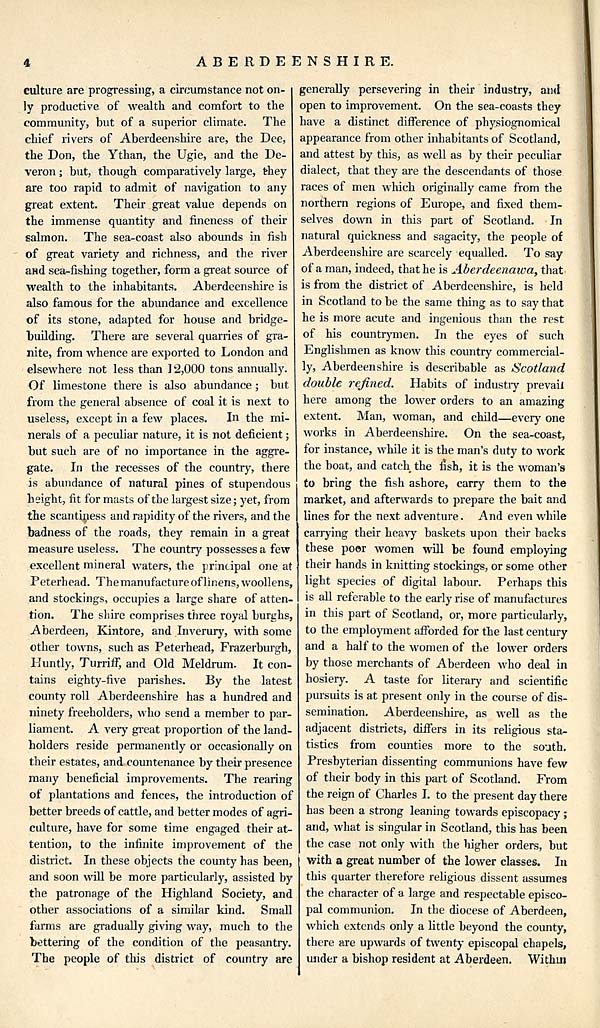 4
ABERDEENSHIRE.
culture are progressing, a circumstance not on-
ly productive of wealth and comfort to the
community, but of a superior climate. The
chief rivers of Aberdeenshire are, the Dee,
the Don, the Ythan, the Ugie, and the De-
veron; but, though comparatively large, they
are too rapid to admit of navigation to any
great extent. Their great value depends on
the immense quantity and fineness of their
salmon. The sea-coast also abounds in fish
of great variety and richness, and the river
and sea-fishing together, form a great source of
wealth to the inhabitants. Aberdeenshire is
also famous for the abundance and excellence
of its stone, adapted for house and bridge-
building. There are several quarries of gra-
nite, from whence are exported to London and
elsewhere not less than 12,000 tons annually.
Of limestone there is also abundance; but
from the general absence of coal it is next to
useless, except in a few places. In the mi-
nerals of a peculiar nature, it is not deficient;
but such are of no importance in the aggre-
gate. In the recesses of the country, there
is abundance of natural pines of stupendous
height, fit for masts of the largest size; yet, from
the scantiness and rapidity of the rivers, and the
badness of the roads, they remain in a great
measure useless. The country possesses a few
excellent mineral waters, the principal one at
Peterhead. The manufacture of linens, woollens,
and stockings, occupies a large share of atten-
tion. The shire comprises three royal burghs,
Aberdeen, Kintore, and Inverury, with some
other towns, such as Peterhead, Frazerburgh,
Huntly, Turriff, and Old Meldrum. It con-
tains eighty-five parishes. By the latest
county roll Aberdeenshire has a hundred and
ninety freeholders, who send a member to par-
liament. A very great proportion of the land-
holders reside permanently or occasionally on
their estates, and countenance by their presence
many beneficial improvements. The rearing
of plantations and fences, the introduction of
better breeds of cattle, and better modes of agri-
culture, have for some time engaged their at-
tention, to the infinite improvement of the
district. In these objects the county has been,
and soon will be more particularly, assisted by
the patronage of the Highland Society, and
other associations of a similar kind. Small
farms are gradually giving way, much to the
bettering of the condition of the peasantry.
The people of this district of country are
generally persevering in their industry, and
open to improvement. On the sea-coasts they
have a distinct difference of physiognomical
appearance from other inhabitants of Scotland,
and attest by this, as well as by their peculiar
dialect, that they are the descendants of those
races of men which originally came from the
northern regions of Europe, and fixed them-
selves down in this part of Scotland. In
natural quickness and sagacity, the people of
Aberdeenshire are scarcely equalled. To say
of a man, indeed, that he is Aberdeenawa, that
is from the district of Aberdeenshire, is held
in Scotland to be the same thing as to say that
he is more acute and ingenious than the rest
of his countrymen. In the eyes of such
Englishmen as know this country commercial-
ly, Aberdeenshire is describable as Scotland
double refined. Habits of industry prevail
here among the lower orders to an amazing
extent. Man, woman, and child—every one
works in Aberdeenshire. On the sea-coast,
for instance, while it is the man's duty to work
the boat, and catch the fish, it is the woman's
to bring the fish ashore, carry them to the
market, and afterwards to prepare the bait and
lines for the next adventure. And even while
carrying their heavy baskets upon their backs
these poor women will be found employing
their hands in knitting stockings, or some other
light species of digital labour. Perhaps this
is all referable to the early rise of manufactures
in this part of Scotland, or, more particularly,
to the employment afforded for the last century
and a half to the women of the lower orders
by those merchants of Aberdeen who deal in
hosiery. A taste for literary and scientific
pursuits is at present only in the course of dis-
semination. Aberdeenshire, as well as the
adjacent districts, differs in its religious sta-
tistics from counties more to the south.
Presbyterian dissenting communions have few
of their body in this part of Scotland. From
the reign of Charles I. to the present day there
has been a strong leaning towards episcopacy;
and, what is singular in Scotland, this has been
the case not only with the higher orders, but
with a great number of the lower classes. In
this quarter therefore religious dissent assumes
the character of a large and respectable episco-
pal communion. In the diocese of Aberdeen,
which extends only a little beyond the county,
there are upwards of twenty episcopal chapels,
under a bishop resident at Aberdeen. Within